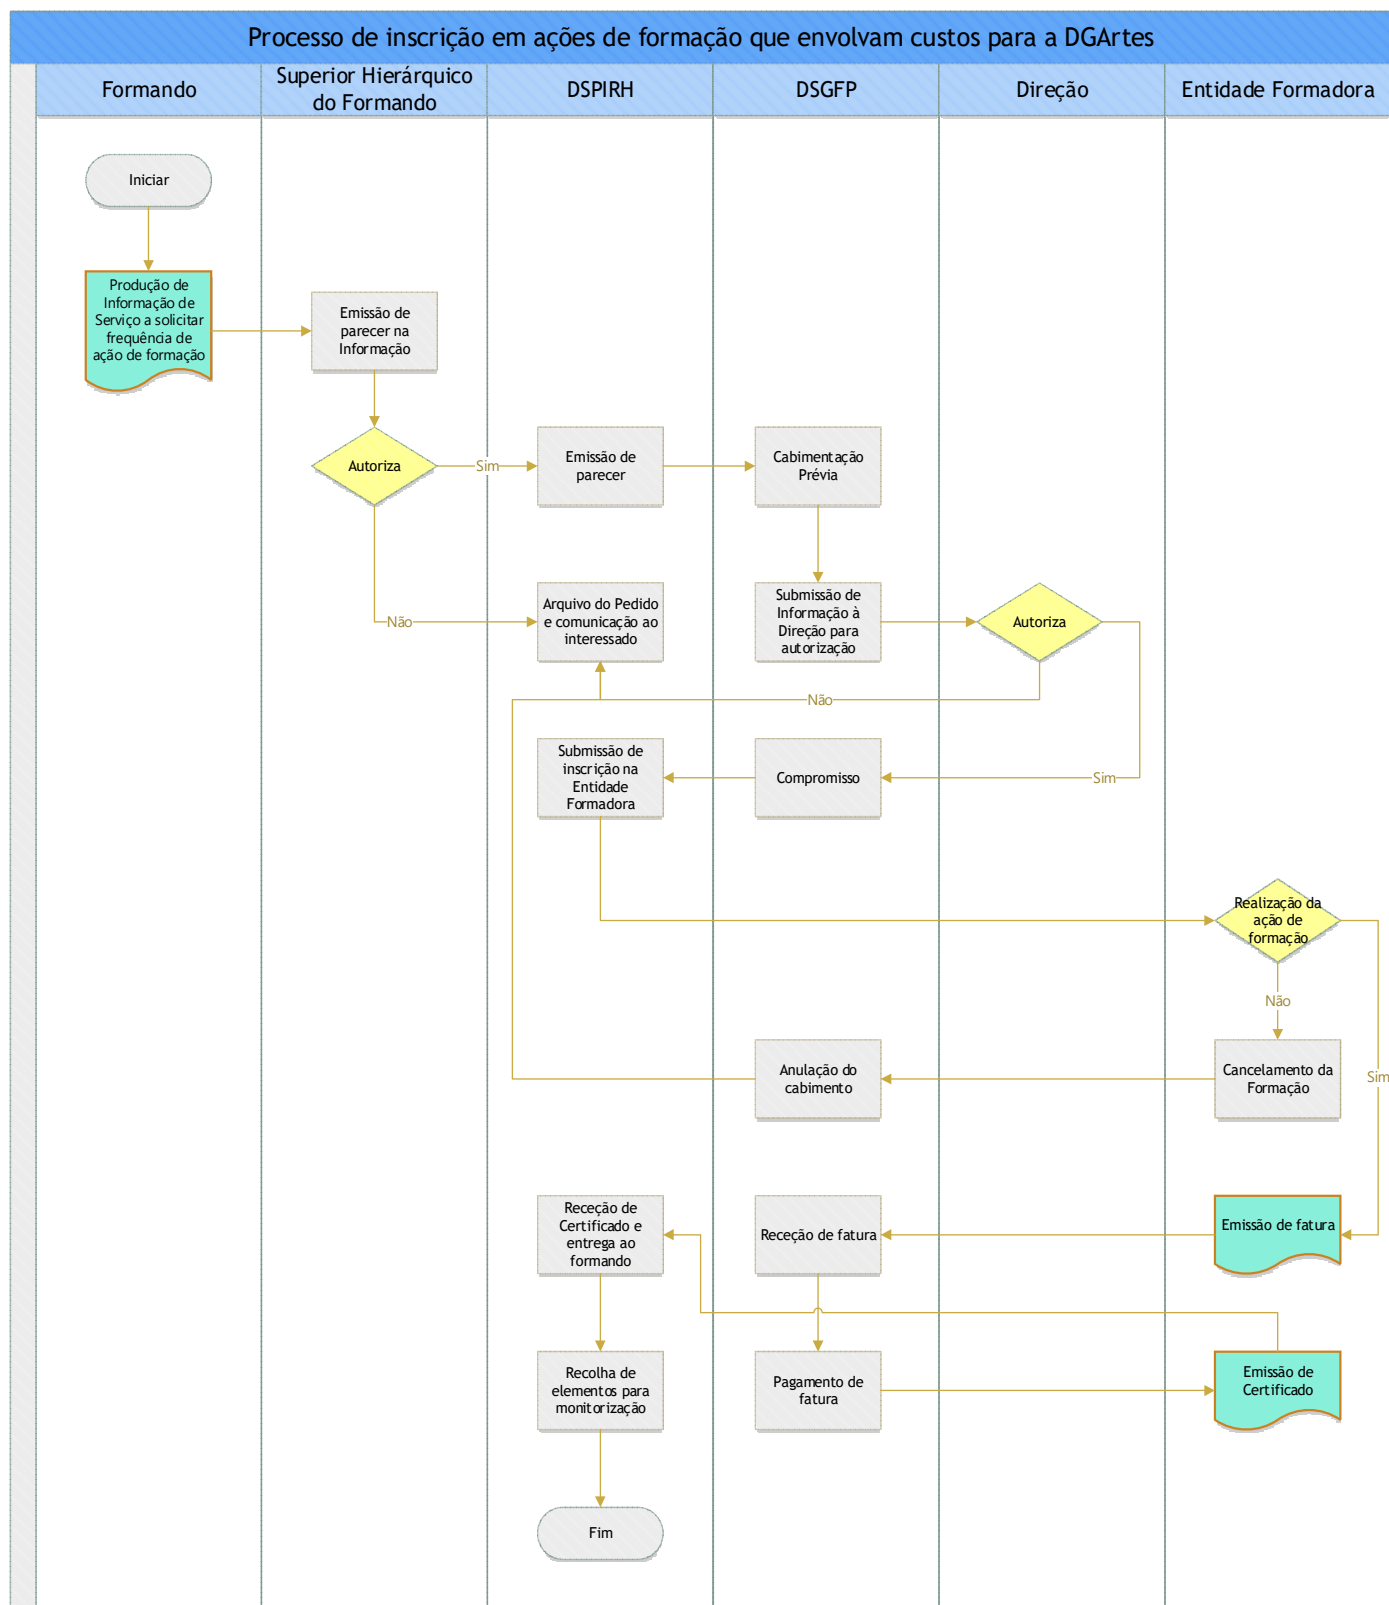 Processo de inscrição em ações de formação que envolvam custos para a DGArtes
Formando
Superior Hierárquico
do Formando
DSPIRH
DSGFP
Direção
Entidade Formadora
Iniciar
Produção de
Informação de
Serviço a solicitar
frequência de
ação de formação
Emissão de
parecer na
Informação
Autoriza
Sim
Emissão de
parecer
Cabimentação
Prévia
Não
Arquivo do Pedido
e comunicação ao
interessado
Submissão de
Informação à
Direção para
autorização
Autoriza
Não
Submissão de
inscrição na
Entidade
Formadora
Compromisso
Sim
Realização da
ação de
formação
Não
Sim
Anulação do
cabimento
Cancelamento da
Formação
Receção de
Certificado e
entrega ao
formando
Receção de fatura
Emissão de fatura
Recolha de
elementos para
monitorização
Pagamento de
fatura
Emissão de
Certificado
Fim